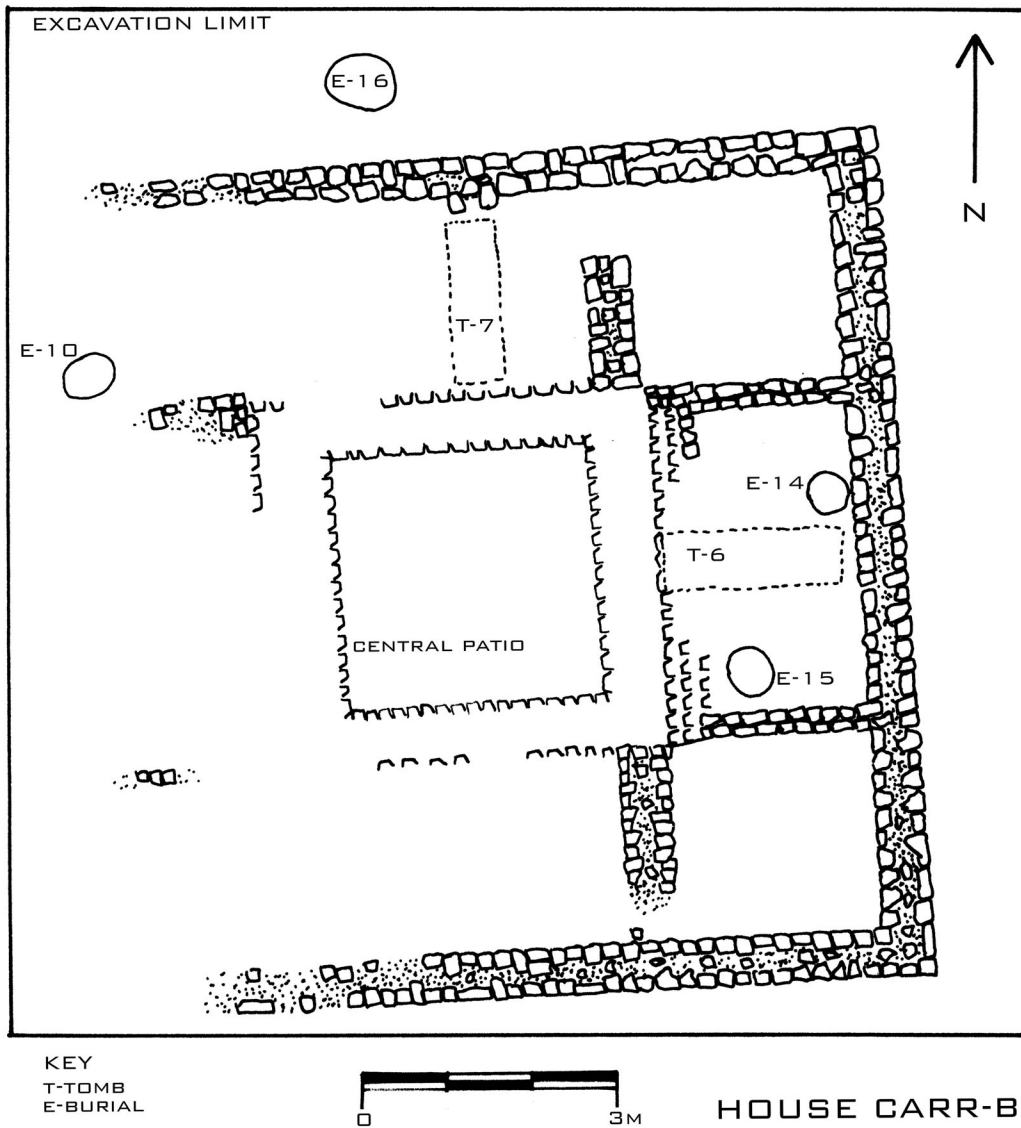 EXCAVATION LIMIT
E-16
N
T-7
E-10
E-14
T-6
CENTRAL PATIO
E-15
KEY
T-TOMB
E-BURIAL
0 3M
HOUSE CARR-B